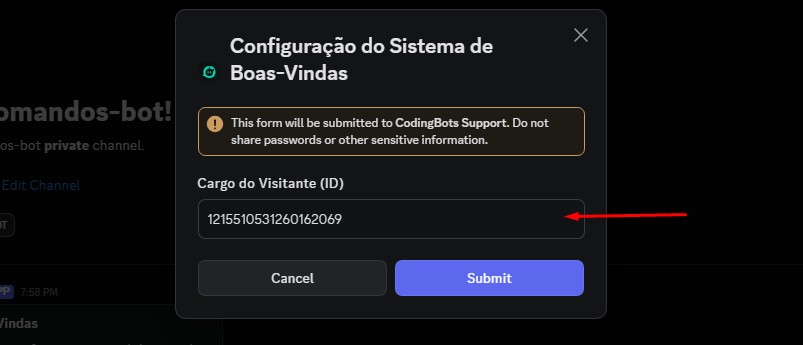 Configuração do Sistema de
Boas-Vindas
omandos-bot!
This form will be submitted to CodingBots Support. Do not
share passwords or other sensitive information.
os-bot private channel.
Edit Channel
Cargo do Visitante (ID)
1215510531260162069
Cancel
Submit
7:58 PM
Vindas